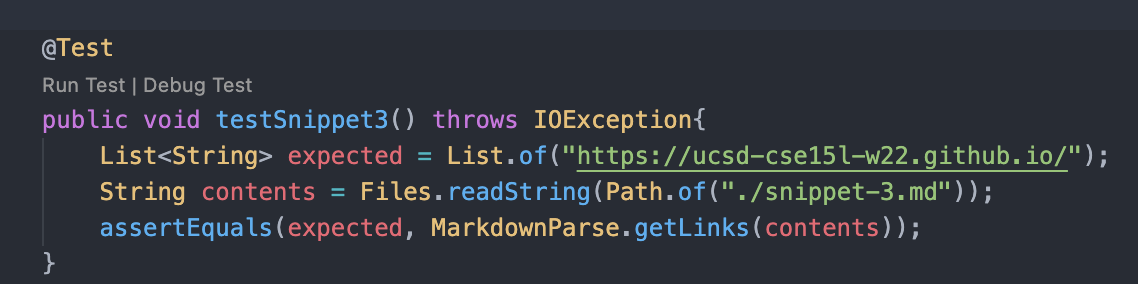 @Test
Run Test | Debug Test
public void testSnippet3() throws IOException{
List<String> expected = List.of("https://ucsd-cse15l-w22.github.io/");
String contents = Files.readString(Path.of("./snippet-3.md"));
assertEquals(expected, MarkdownParse.getLinks(contents));
}